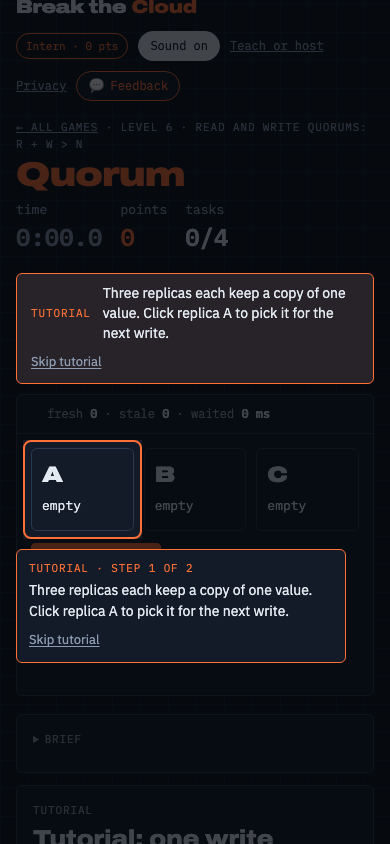 Break the Cloud
Intern · 0 pts
Sound on
Teach or host
Privacy
💬 Feedback
← ALL GAMES · LEVEL 6 · READ AND WRITE QUORUMS:
R + W > N
Quorum
time points tasks
0:00.0 0 0/4
TUTORIAL
Three replicas each keep a copy of one
value. Click replica A to pick it for the
next write.
Skip tutorial
fresh 0 · stale 0 · waited 0 ms
A B C
empty empty empty
TUTORIAL · STEP 1 OF 2
Three replicas each keep a copy of one value.
Click replica A to pick it for the next write.
Skip tutorial
▶ BRIEF
TUTORIAL
Tutorial: one write